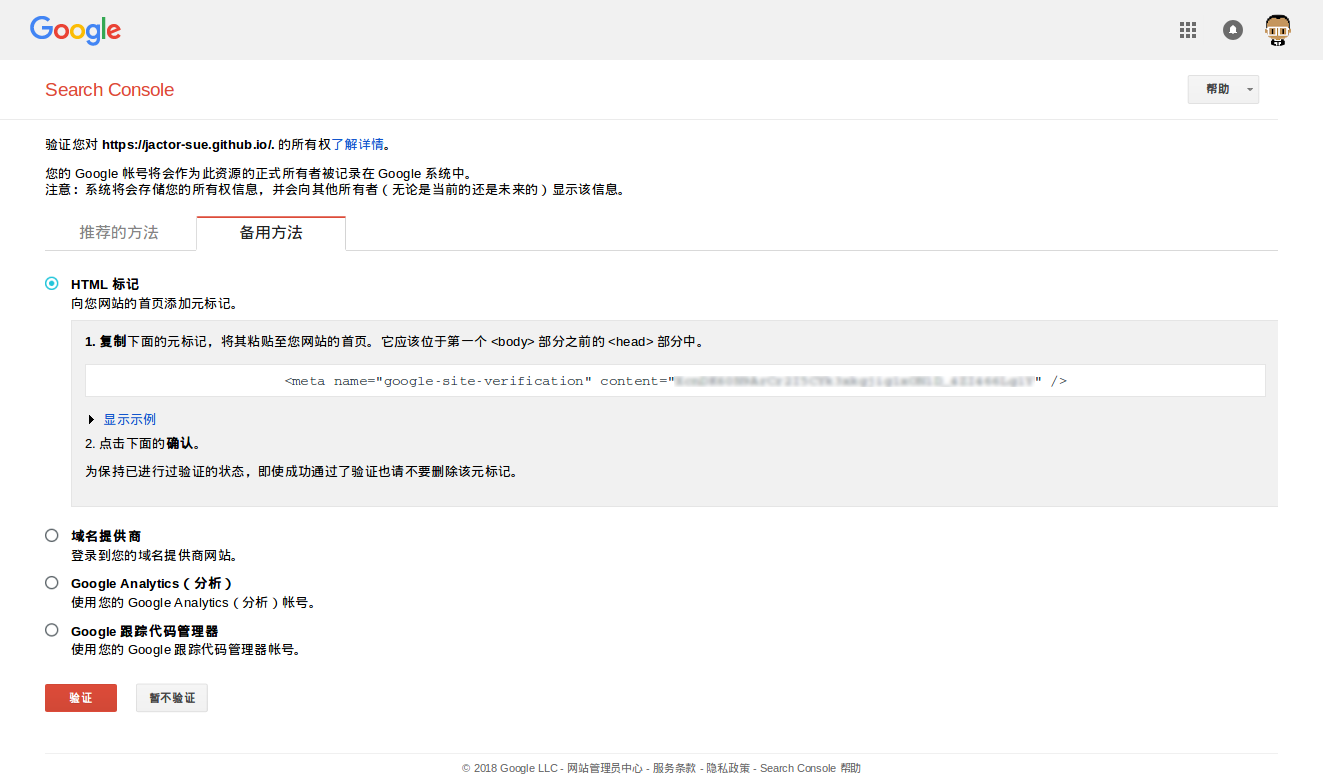 Google
Search Console
帮助
验证您对 https://jactor-sue.github.io/. 的所有权了解详情。
您的 Google 帐号将会作为此资源的正式所有者被记录在 Google 系统中。
注意：系统将会存储您的所有权信息，并会向其他所有者（无论是当前的还是未来的）显示该信息。
推荐的方法 备用方法
HTML 标记
向您网站的首页添加元标记。
1. 复制下面的元标记，将其粘贴至您网站的首页。它应该位于第一个 <body> 部分之前的 <head> 部分中。
<meta name="google-site-verification" content=" " />
显示示例
2. 点击下面的确认。
为保持已进行过验证的状态，即使成功通过了验证也请不要删除该元标记。
域名提供商
登录到您的域名提供商网站。
Google Analytics（分析）
使用您的 Google Analytics（分析）帐号。
Google 跟踪代码管理器
使用您的 Google 跟踪代码管理器帐号。
验证 暂不验证
© 2018 Google LLC - 网站管理员中心 - 服务条款 - 隐私政策 - Search Console 帮助